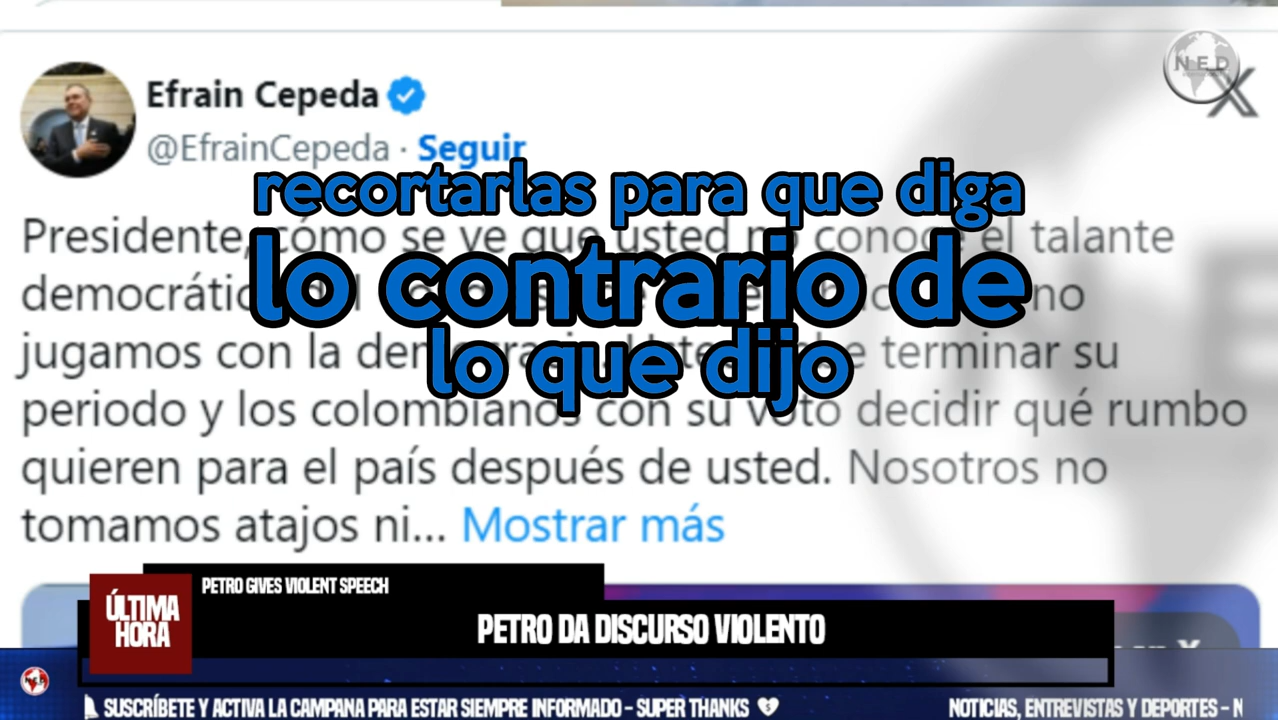 NED
Efrain Cepeda
@EfrainCepeda · Seguir
recortarlas para que diga
Presidente, cómo se ve que usted no conoce el talante
lo contrario de
no
lo que dijo
jugamos con la terminar su
periodo y los colombianos con su voto decidir qué rumbo
quieren para el país después de usted. Nosotros no
tomamos atajos ni... Mostrar más
PETRO GIVES VIOLENT SPEECH
ÚLTIMA
HORA
PETRO DA DISCURSO VIOLENTO
SUSCRÍBETE Y ACTIVA LA CAMPANA PARA ESTAR SIEMPRE INFORMADO - SUPER THANKS
NOTICIAS, ENTREVISTAS Y DEPORTES - N